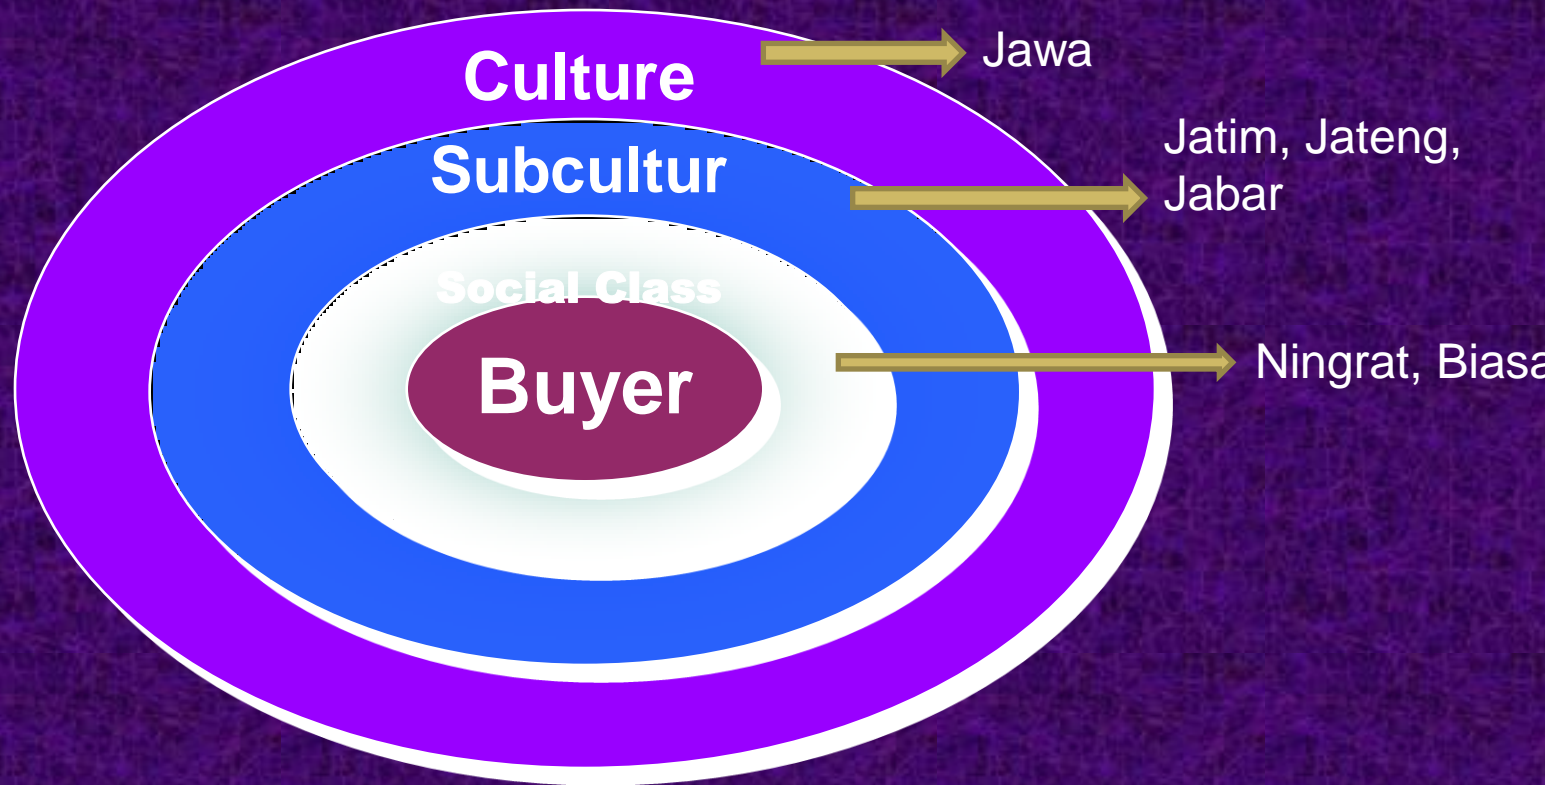 Culture
Jawa
Subcultur
Jatim, Jateng,
Jabar
Social Class
Buyer
Ningrat, Biasa